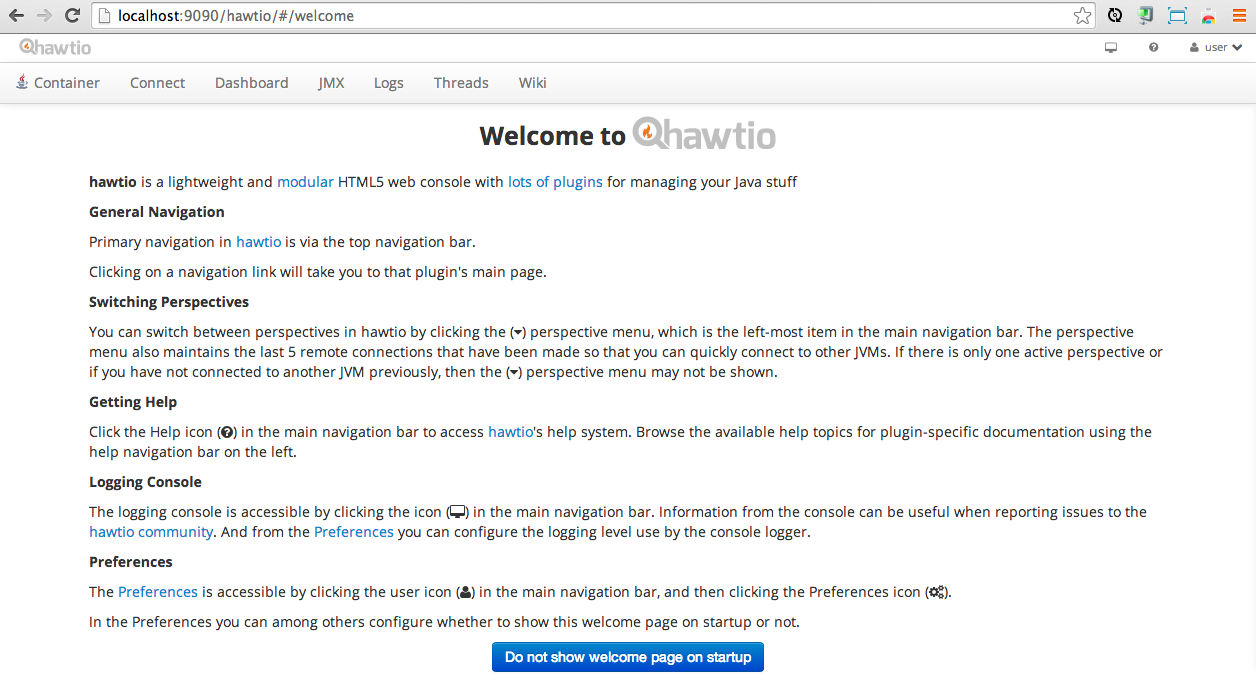 localhost:9090/hawtio/#/welcome
hawtio
user
Container Connect Dashboard JMX Logs Threads Wiki
Welcome to hawtio
hawtio is a lightweight and modular HTML5 web console with lots of plugins for managing your Java stuff
General Navigation
Primary navigation in hawtio is via the top navigation bar.
Clicking on a navigation link will take you to that plugin's main page.
Switching Perspectives
You can switch between perspectives in hawtio by clicking the () perspective menu, which is the left-most item in the main navigation bar. The perspective
menu also maintains the last 5 remote connections that have been made so that you can quickly connect to other JVMs. If there is only one active perspective or
if you have not connected to another JVM previously, then the () perspective menu may not be shown.
Getting Help
Click the Help icon (?) in the main navigation bar to access hawtio's help system. Browse the available help topics for plugin-specific documentation using the
help navigation bar on the left.
Logging Console
The logging console is accessible by clicking the icon () in the main navigation bar. Information from the console can be useful when reporting issues to the
hawtio community. And from the Preferences you can configure the logging level use by the console logger.
Preferences
The Preferences is accessible by clicking the user icon () in the main navigation bar, and then clicking the Preferences icon ().
In the Preferences you can among others configure whether to show this welcome page on startup or not.
Do not show welcome page on startup